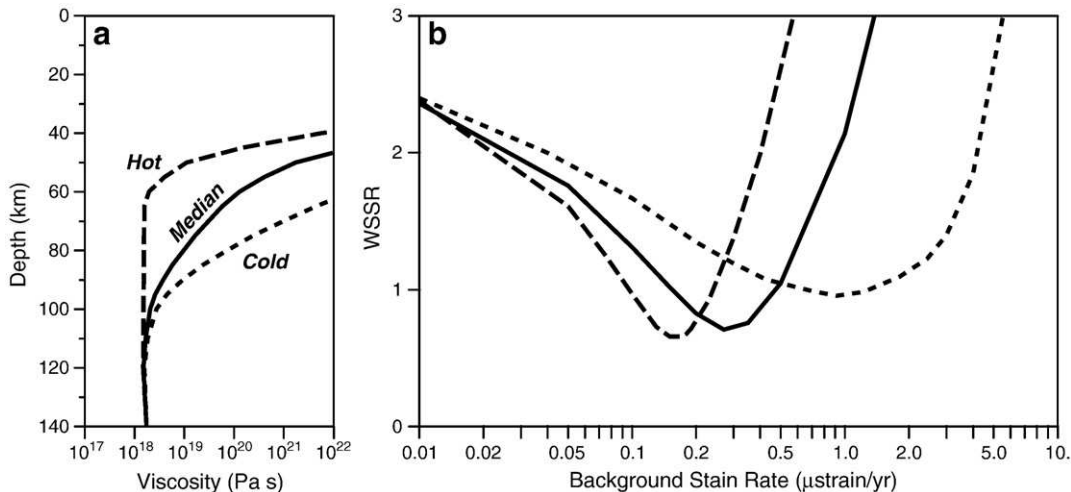 a
0
20
40
60
80
100
120
140
Depth (km)
Hot
Median
Cold
10^17 10^18 10^19 10^20 10^21 10^22
Viscosity (Pa s)
b
3
2
1
0
WSSR
0.01 0.02 0.05 0.1 0.2 0.5 1.0 2.0 5.0 10.
Background Stain Rate (μstrain/yr)